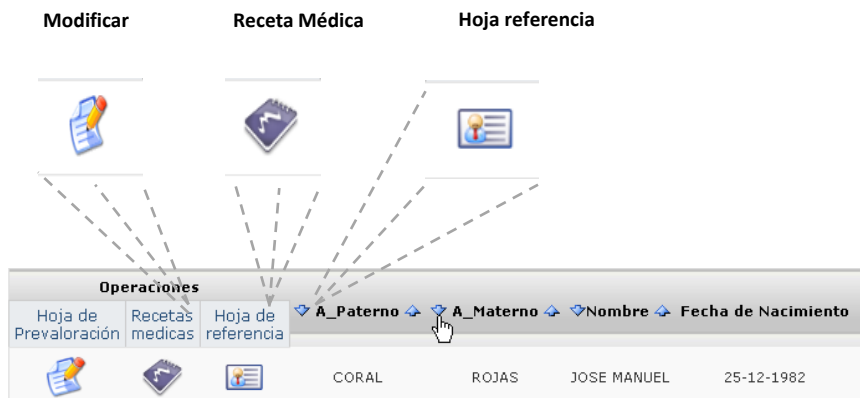 Modificar Receta Médica Hoja referencia
Operaciones
Hoja de Prevaloración
Recetas medicas
Hoja de referencia
A_Paterno A_Materno Nombre Fecha de Nacimiento
CORAL ROJAS JOSE MANUEL 25-12-1982